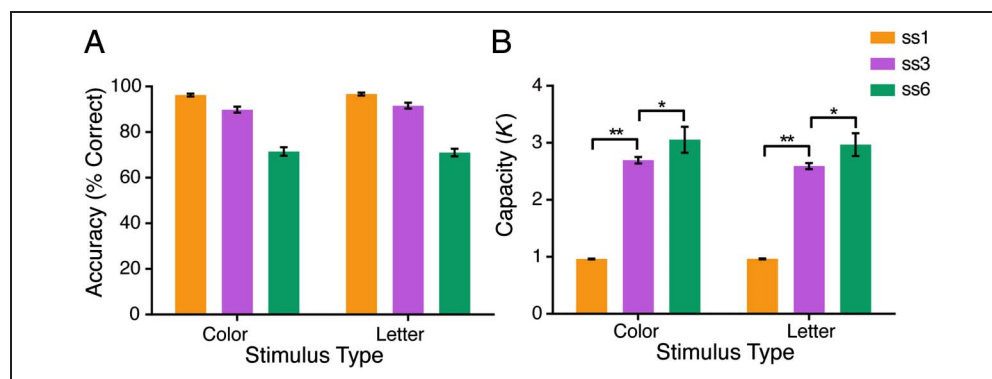 A
Accuracy (% Correct)
100
80
60
40
20
0
Color
Letter
Stimulus Type
B
Capacity (K)
4
3
2
1
0
**
*
**
*
Color
Letter
Stimulus Type
ss1
ss3
ss6